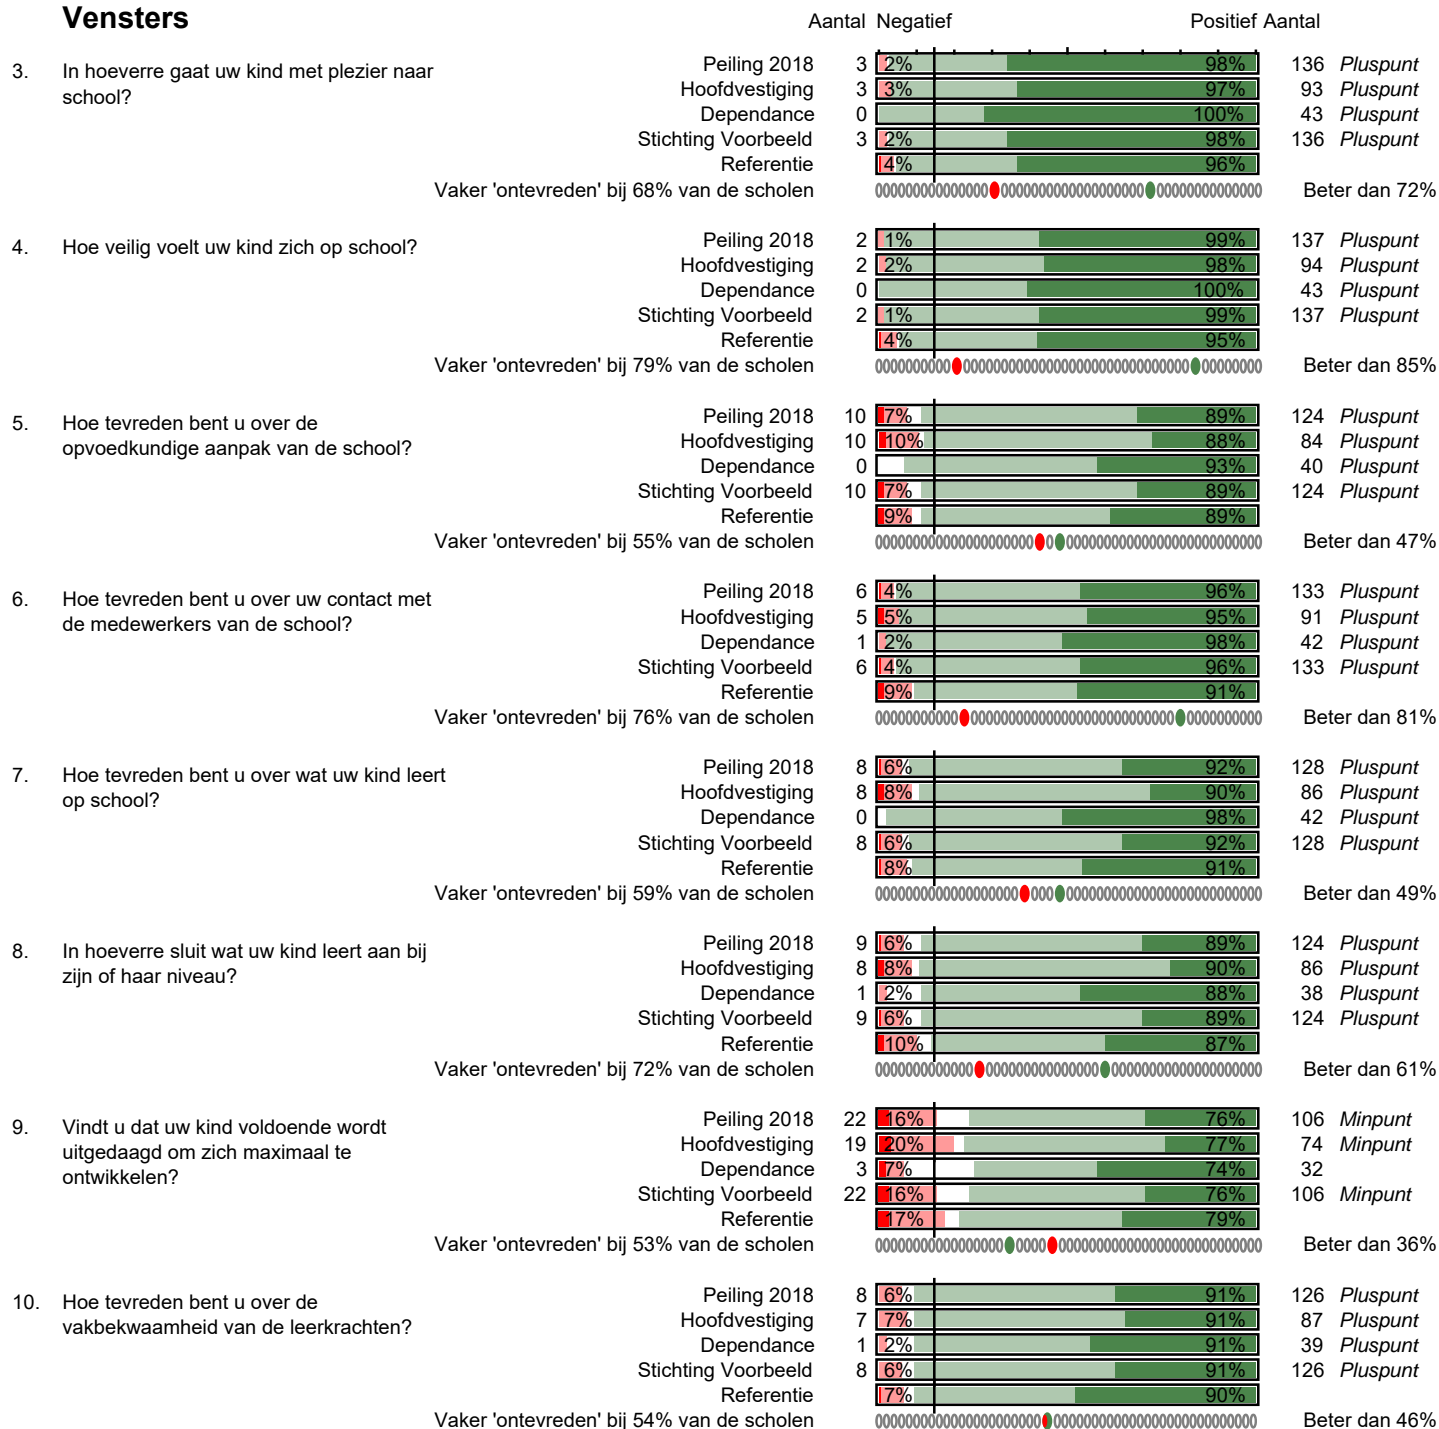 Vensters
Aantal Negatief Positief Aantal
3. In hoeverre gaat uw kind met plezier naar school?
Peiling 2018 3 2% 98% 136 Pluspunt
Hoofdvestiging 3 3% 97% 93 Pluspunt
Dependance 0 100% 43 Pluspunt
Stichting Voorbeeld 3 2% 98% 136 Pluspunt
Referentie 4% 96%
Vaker 'ontevreden' bij 68% van de scholen Beter dan 72%
4. Hoe veilig voelt uw kind zich op school?
Peiling 2018 2 1% 99% 137 Pluspunt
Hoofdvestiging 2 2% 98% 94 Pluspunt
Dependance 0 100% 43 Pluspunt
Stichting Voorbeeld 2 1% 99% 137 Pluspunt
Referentie 4% 95%
Vaker 'ontevreden' bij 79% van de scholen Beter dan 85%
5. Hoe tevreden bent u over de opvoedkundige aanpak van de school?
Peiling 2018 10 7% 89% 124 Pluspunt
Hoofdvestiging 10 10% 88% 84 Pluspunt
Dependance 0 93% 40 Pluspunt
Stichting Voorbeeld 10 7% 89% 124 Pluspunt
Referentie 9% 89%
Vaker 'ontevreden' bij 55% van de scholen Beter dan 47%
6. Hoe tevreden bent u over uw contact met de medewerkers van de school?
Peiling 2018 6 4% 96% 133 Pluspunt
Hoofdvestiging 5 5% 95% 91 Pluspunt
Dependance 1 2% 98% 42 Pluspunt
Stichting Voorbeeld 6 4% 96% 133 Pluspunt
Referentie 9% 91%
Vaker 'ontevreden' bij 76% van de scholen Beter dan 81%
7. Hoe tevreden bent u over wat uw kind leert op school?
Peiling 2018 8 6% 92% 128 Pluspunt
Hoofdvestiging 8 8% 90% 86 Pluspunt
Dependance 0 98% 42 Pluspunt
Stichting Voorbeeld 8 6% 92% 128 Pluspunt
Referentie 8% 91%
Vaker 'ontevreden' bij 59% van de scholen Beter dan 49%
8. In hoeverre sluit wat uw kind leert aan bij zijn of haar niveau?
Peiling 2018 9 6% 89% 124 Pluspunt
Hoofdvestiging 8 8% 90% 86 Pluspunt
Dependance 1 2% 88% 38 Pluspunt
Stichting Voorbeeld 9 6% 89% 124 Pluspunt
Referentie 10% 87%
Vaker 'ontevreden' bij 72% van de scholen Beter dan 61%
9. Vindt u dat uw kind voldoende wordt uitgedaagd om zich maximaal te ontwikkelen?
Peiling 2018 22 16% 76% 106 Minpunt
Hoofdvestiging 19 20% 77% 74 Minpunt
Dependance 3 7% 74% 32
Stichting Voorbeeld 22 16% 76% 106 Minpunt
Referentie 17% 79%
Vaker 'ontevreden' bij 53% van de scholen Beter dan 36%
10. Hoe tevreden bent u over de vakbekwaamheid van de leerkrachten?
Peiling 2018 8 6% 91% 126 Pluspunt
Hoofdvestiging 7 7% 91% 87 Pluspunt
Dependance 1 2% 91% 39 Pluspunt
Stichting Voorbeeld 8 6% 91% 126 Pluspunt
Referentie 7% 90%
Vaker 'ontevreden' bij 54% van de scholen Beter dan 46%